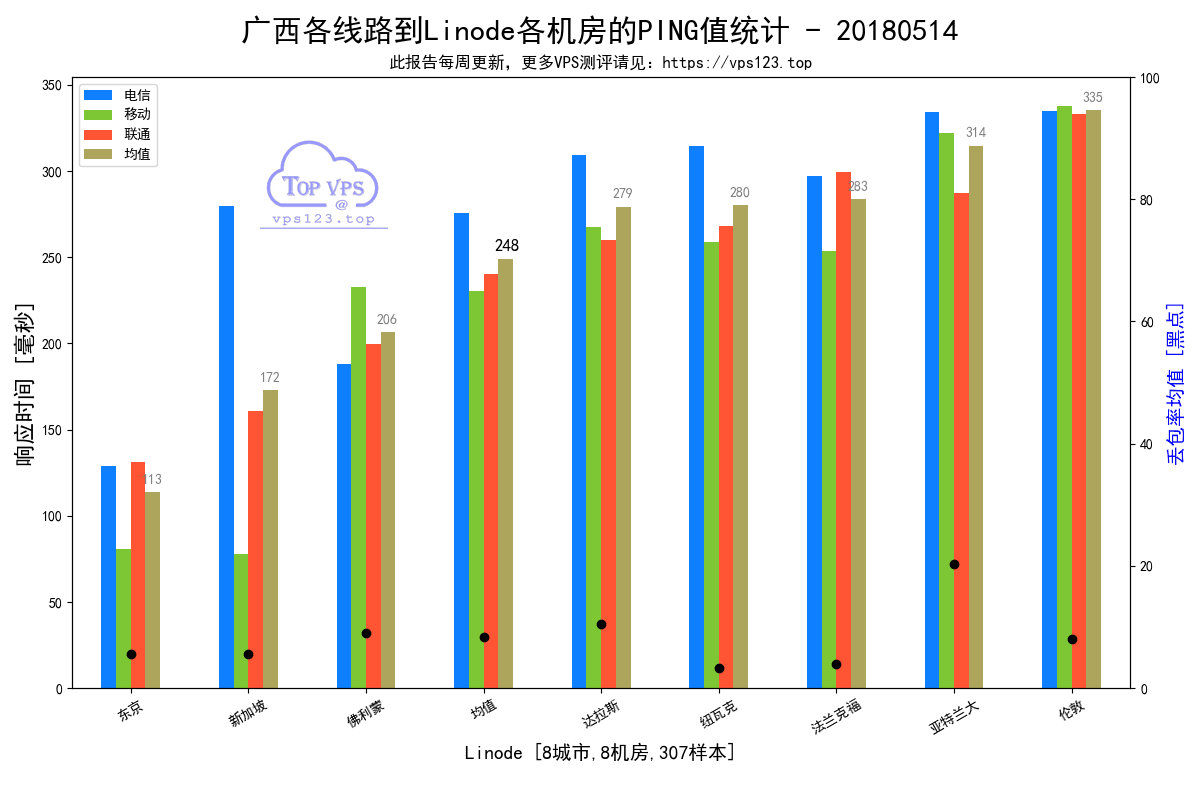 广西各线路到Linode各机房的PING值统计 - 20180514
此报告每周更新，更多VPS测评请见：https://vps123.top
电信
移动
联通
均值
TOP VPS
@
vps123.top
响应时间 [毫秒]
350
300
250
200
150
100
50
0
113
172
206
248
279
280
283
314
335
100
80
60
40
20
0
丢包率均值 [黑点]
东京
新加坡
佛利蒙
均值
达拉斯
纽瓦克
法兰克福
亚特兰大
伦敦
Linode [8城市,8机房,307样本]